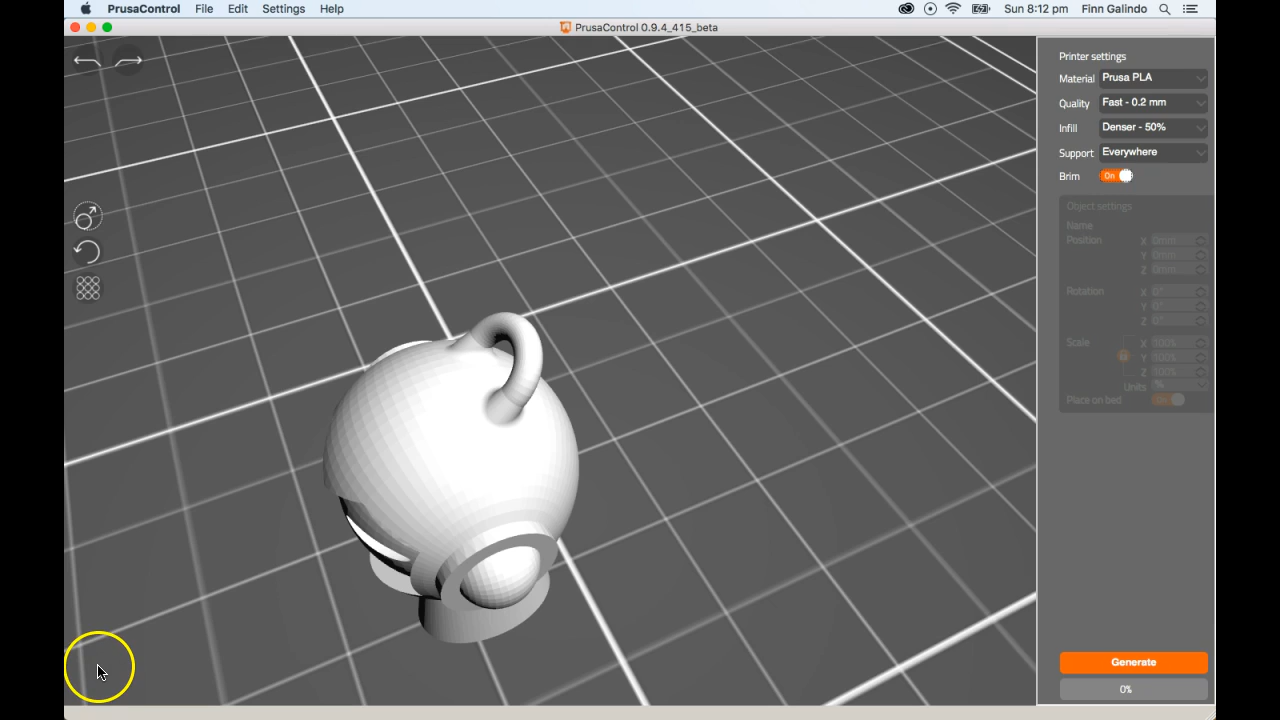 PrusaControl File Edit Settings Help Sun 8:12 pm Finn Galindo
PrusaControl 0.9.4_415_beta
Printer settings
Material Prusa PLA
Quality Fast - 0.2 mm
Infill Denser - 50%
Support Everywhere
Brim On
Object settings
Name
Position X 0mm
Y 0mm
Z 0mm
Rotation X 0°
Y 0°
Z 0°
Scale X 100%
Y 100%
Z 100%
Units %
Place on bed
Generate
0%